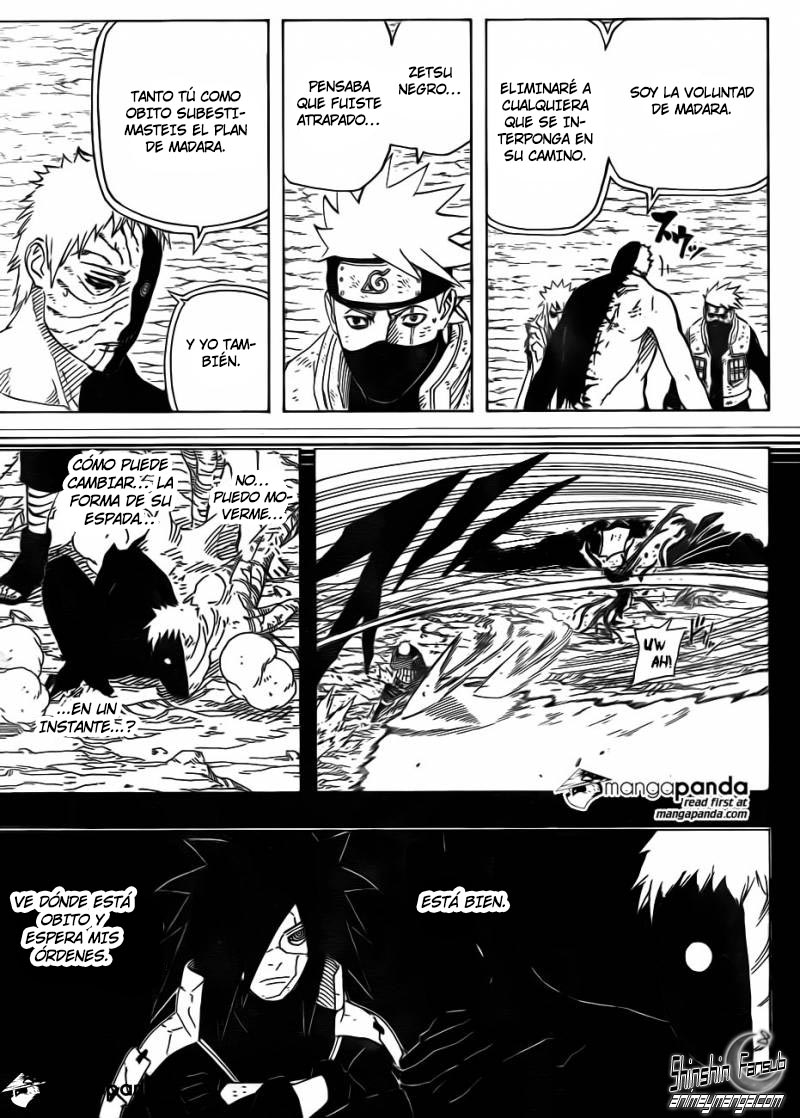 SOY LA VOLUNTAD
DE MADARA.
ELIMINARÉ A
CUALQUIERA
QUE SE IN-
TERPONGA EN
SU CAMINO.
ズウッ
ZETSU
NEGRO...
PENSABA
QUE FUISTE
ATRAPADO...
TANTO TÚ COMO
OBITO SUBESTI-
MASTEIS EL PLAN
DE MADARA.
Y YO TAM-
BIÉN.
UW
AH!
mangapanda
read first at
mangapanda.com
NO...
PUEDO MO-
VERME...
CÓMO PUEDE
CAMBIAR... LA
FORMA DE SU
ESPADA...
...EN UN
INSTANTE...?
ESTÁ BIEN.
VE DÓNDE ESTÁ
OBITO Y
ESPERA MIS
ÓRDENES.
Shinshin Fansub
animeymanga.com